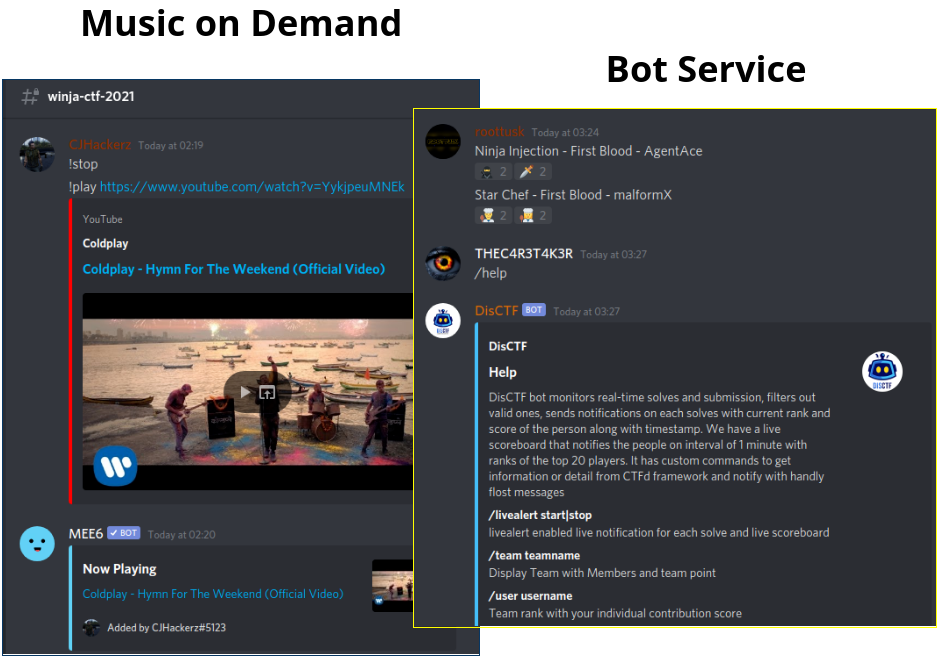 Music on Demand
winja-ctf-2021
CJHackerz Today at 02:19
!stop
!play https://www.youtube.com/watch?v=YykjpeuMNEk
YouTube
Coldplay
Coldplay - Hymn For The Weekend (Official Video)
MEE6 BOT Today at 02:20
Now Playing
Coldplay - Hymn For The Weekend (Official Video)
Added by CJHackerz#5123
Bot Service
roottusk Today at 03:24
Ninja Injection - First Blood - AgentAce
2 2
Star Chef - First Blood - malformX
2 2
THEC4R3T4K3R Today at 03:27
/help
DisCTF BOT Today at 03:27
DisCTF
Help
DISCTF
DisCTF bot monitors real-time solves and submission, filters out
valid ones, sends notifications on each solves with current rank and
score of the person along with timestamp. We have a live
scoreboard that notifies the people on interval of 1 minute with
ranks of the top 20 players. It has custom commands to get
information or detail from CTFd framework and notify with handly
flost messages
/livealert start|stop
livealert enabled live notification for each solve and live scoreboard
/team teamname
Display Team with Members and team point
/user username
Team rank with your individual contribution score